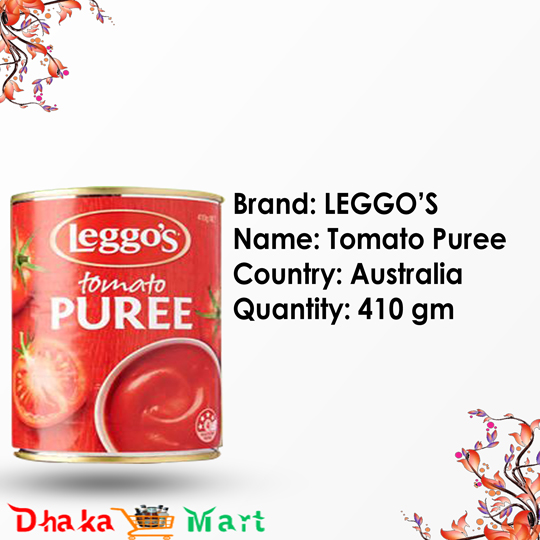 Leggo's
tomato
PUREE
Brand: LEGGO'S
Name: Tomato Puree
Country: Australia
Quantity: 410 gm
Dhaka Mart